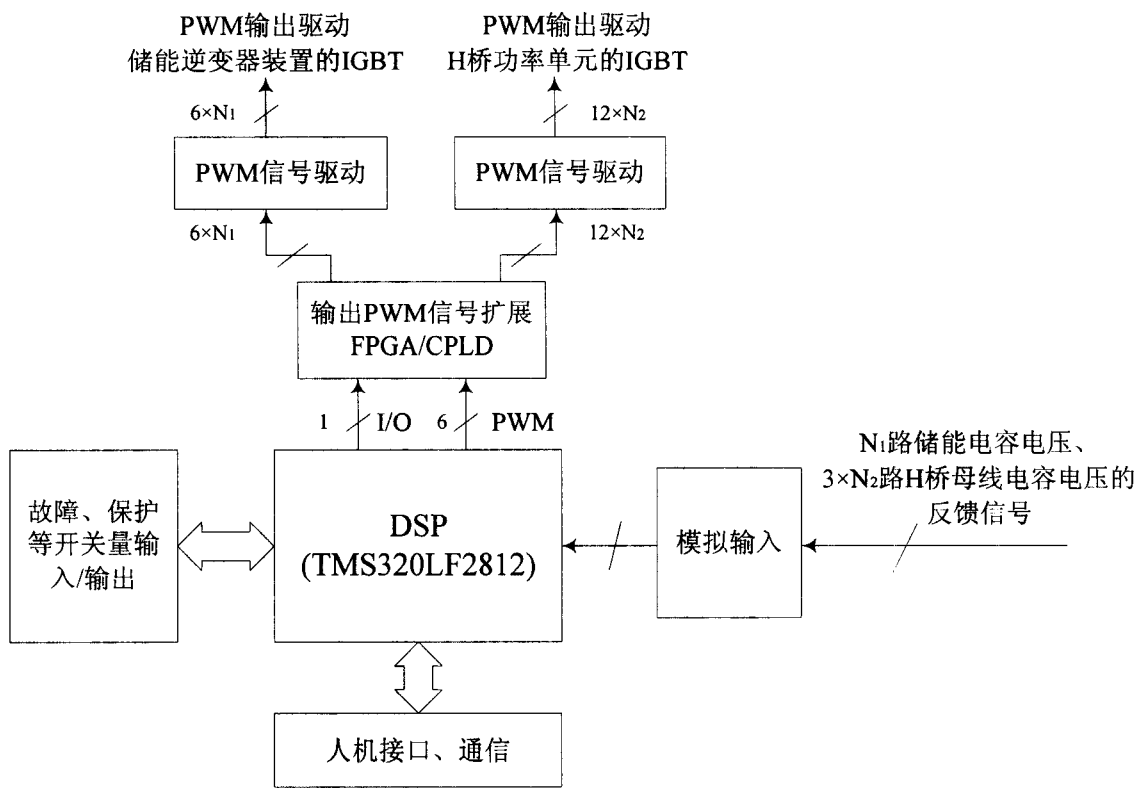 PWM输出驱动
储能逆变器装置的IGBT
PWM输出驱动
H桥功率单元的IGBT
6×N1
12×N2
PWM信号驱动
PWM信号驱动
6×N1
12×N2
输出PWM信号扩展
FPGA/CPLD
1
I/O
6
PWM
故障、保护
等开关量输
入/输出
DSP
(TMS320LF2812)
模拟输入
N1路储能电容电压、
3×N2路H桥母线电容电压的
反馈信号
人机接口、通信